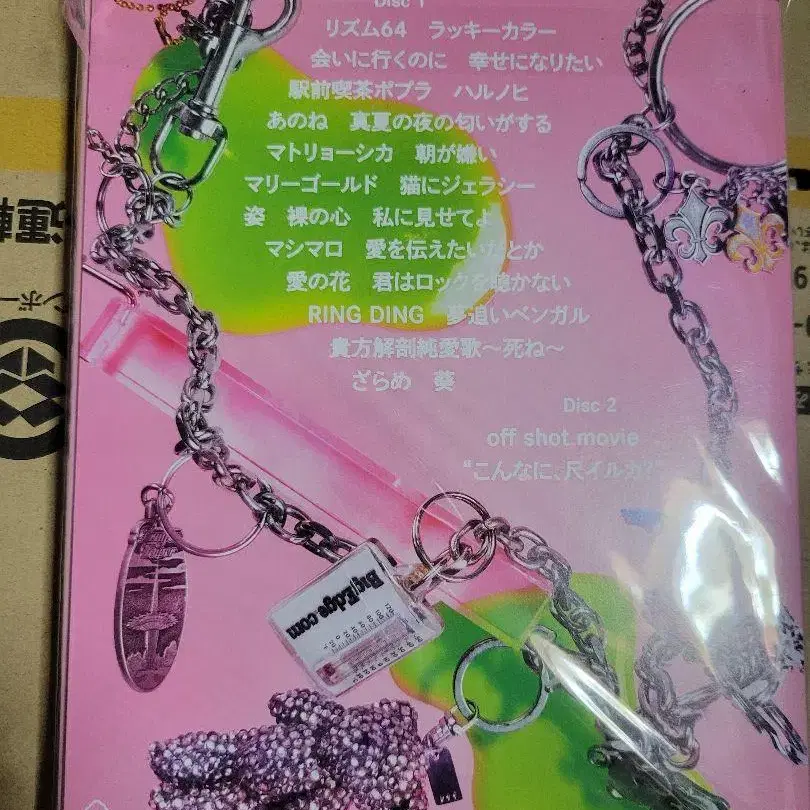 Disc 1
リズム64　ラッキーカラー
会いに行くのに　幸せになりたい
駅前喫茶ポプラ　ハルノヒ
あのね　真夏の夜の匂いがする
マトリョーシカ　朝が嫌い
マリーゴールド　猫にジェラシー
姿　裸の心　私に見せてよ
マシマロ　愛を伝えたいだとか
愛の花　君はロックを聴かない
RING DING　夢追いベンガル
貴方解剖純愛歌～死ね～
ざらめ　葵
Disc 2
off shot movie
“こんなに、尺イルカ?”
Big Edge.com
運転